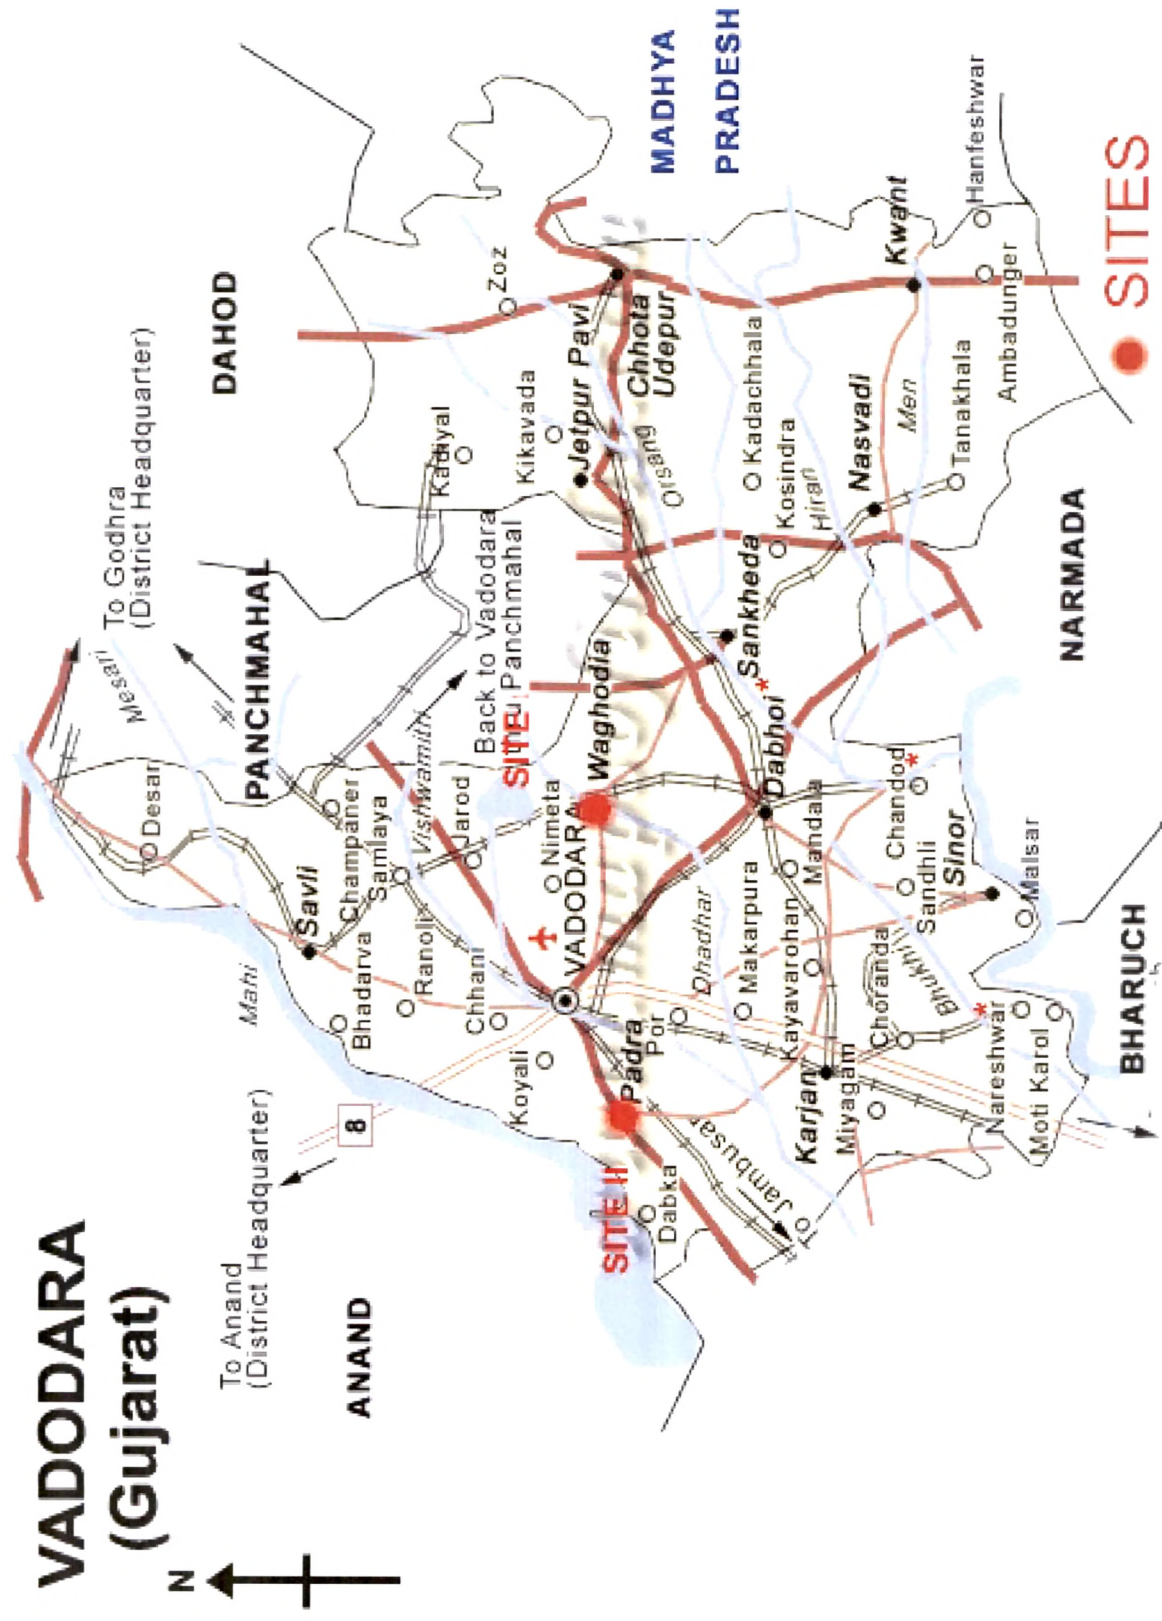 VADODARA
(Gujarat)
N
To Anand
(District Headquarter)
ANAND
8
To Godhra
(District Headquarter)
DAHOD
PANCHMAHAL
Mesari
Desar
Mahi
Savli
Champaner
Samlaya
Bhadarva
Vishwamitri
Ranoli
Jarod
Chhani
Koyali
Back to Vadodara
thru Panchmahal
SITE I
Kadiyal
Kikavada
Zoz
Nimeta
VADODARA
Waghodia
Jetpur Pavi
Chhota
Udepur
MADHYA
PRADESH
SITE II
Padra
Por
Dabka
Orsang
Dhadhar
Makarpura
Sankheda
*
Dabhoi
Kadachhala
Kosindra
Hiran
To Jambusar
Kayavarohan
Mandala
Karjan
Miyagam
Choranda
Nasvadi
Men
Kwant
Chandod
*
Sandhli
Sinor
Bhukhi
Tanakhala
Ambadunger
Hanfeshwar
*
Nareshwar
Moti Karol
Malsar
NARMADA
BHARUCH
SITES